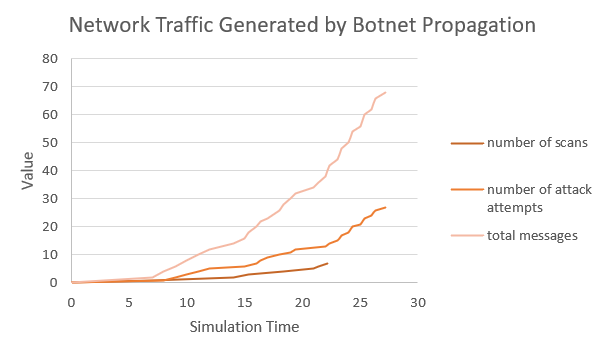 Network Traffic Generated by Botnet Propagation
80
70
60
50
40
30
20
10
0
Value
0 5 10 15 20 25 30
Simulation Time
number of scans
number of attack
attempts
total messages